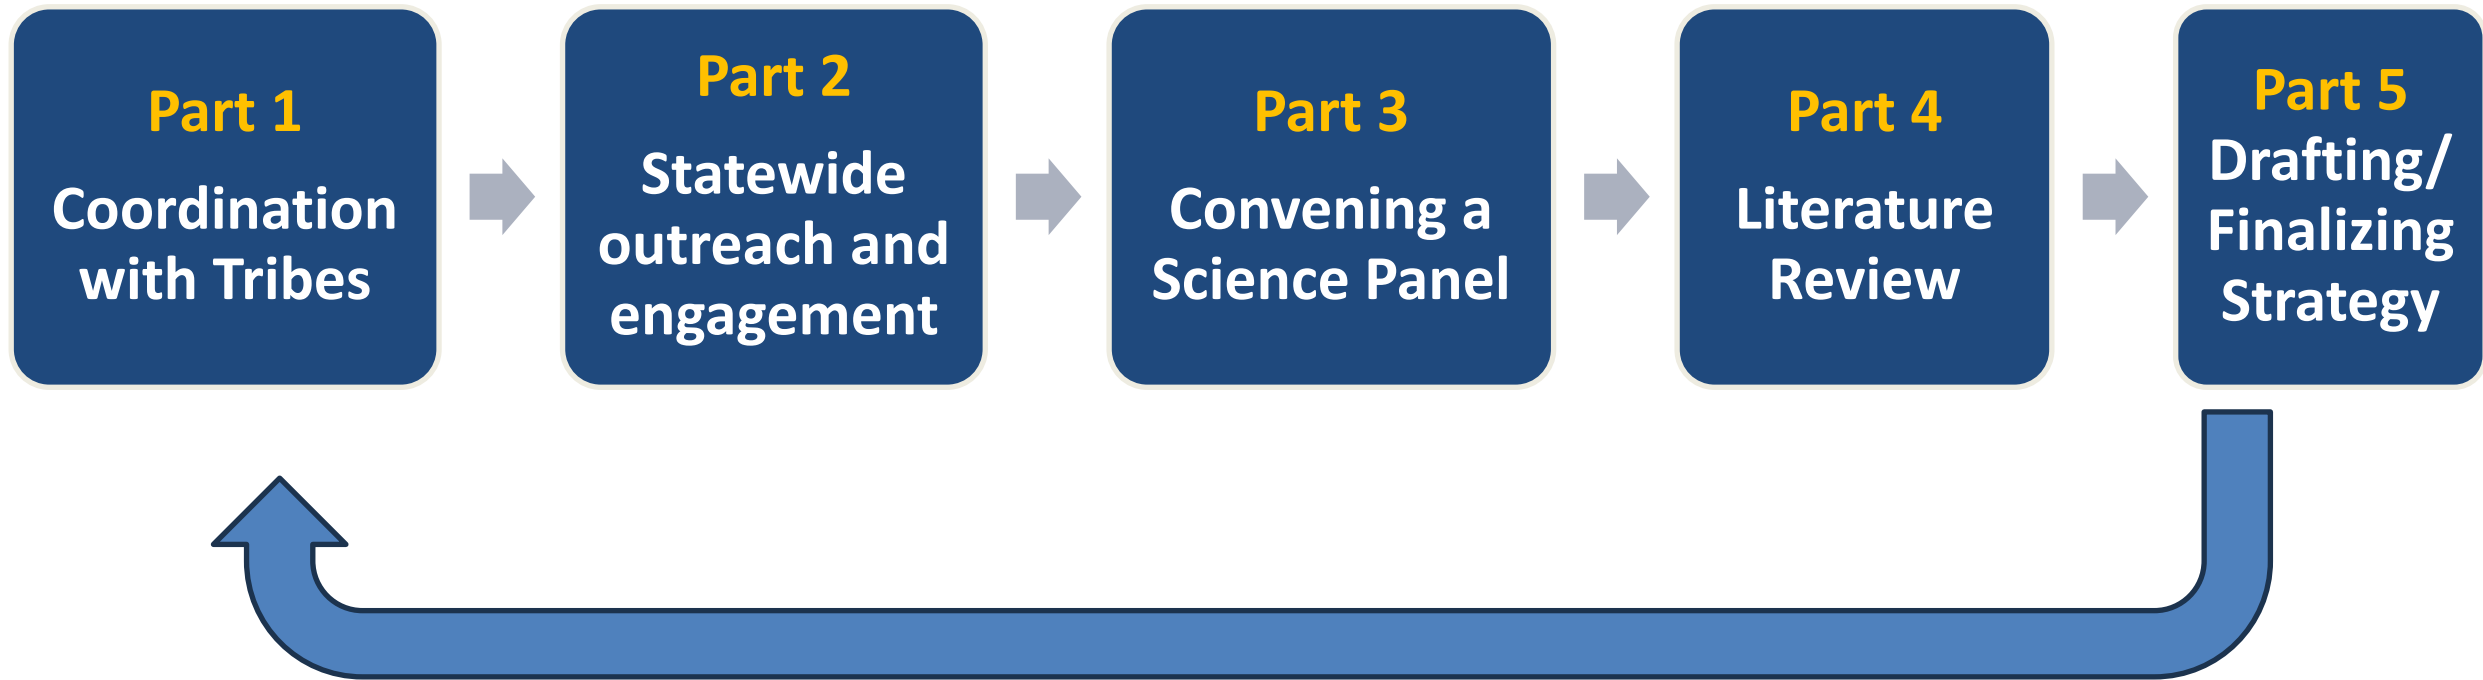 Part 1
Coordination
with Tribes
Part 2
Statewide
outreach and
engagement
Part 3
Convening a
Science Panel
Part 4
Literature
Review
Part 5
Drafting/
Finalizing
Strategy